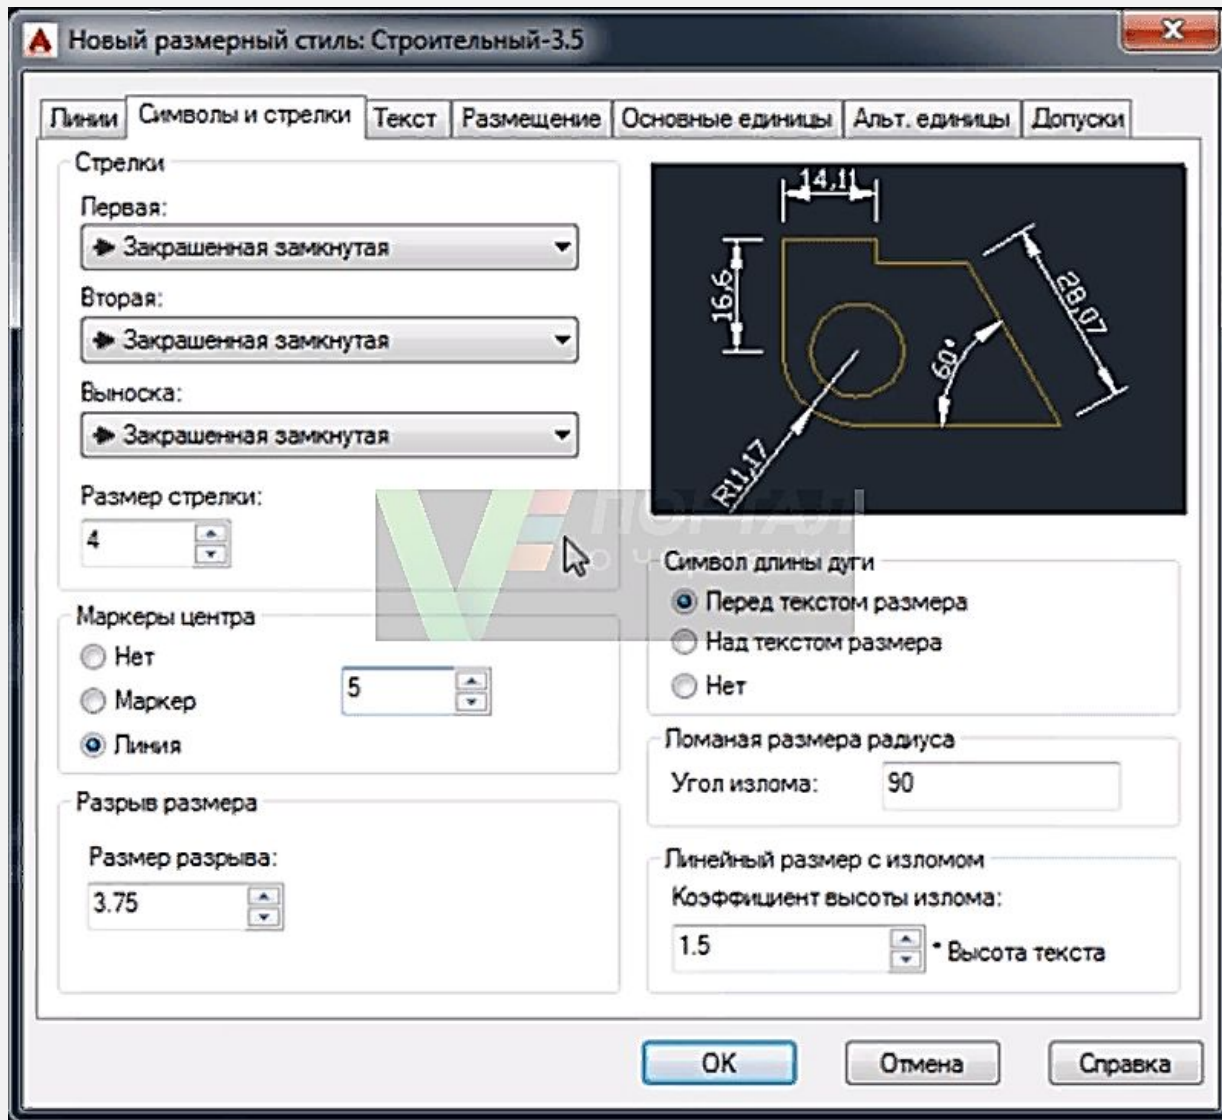 Новый размерный стиль: Строительный-3.5
Линии Символы и стрелки Текст Размещение Основные единицы Альт. единицы Допуски
Стрелки
Первая:
Закрашенная замкнутая
Вторая:
Закрашенная замкнутая
Выноска:
Закрашенная замкнутая
Размер стрелки:
4
Маркеры центра
Нет
Маркер
Линия
5
Разрыв размера
Размер разрыва:
3.75
14,11
16,6
28,07
60°
R11,17
ПОРТАЛ
о черчении
Символ длины дуги
Перед текстом размера
Над текстом размера
Нет
Ломаная размера радиуса
Угол излома: 90
Линейный размер с изломом
Коэффициент высоты излома:
1.5 * Высота текста
OK Отмена Справка